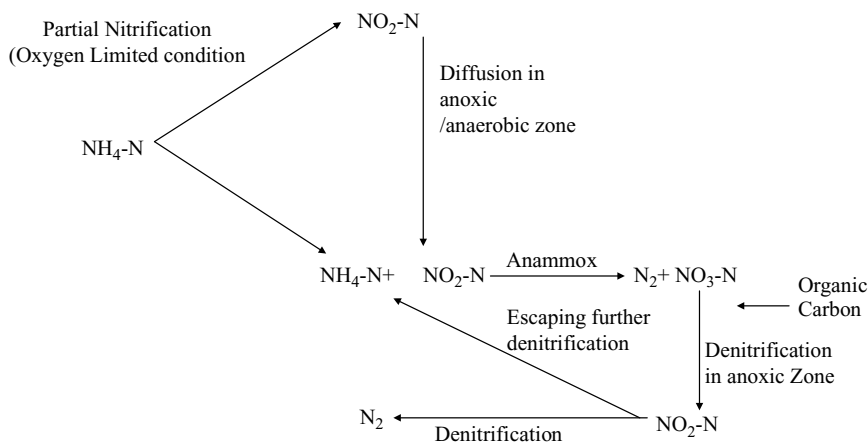 Partial Nitrification
(Oxygen Limited condition
NO₂-N
Diffusion in
anoxic
/anaerobic zone
NH₄-N
NH₄-N+ NO₂-N Anammox N₂+ NO₃-N
Organic
Carbon
Escaping further
denitrification
Denitrification
in anoxic Zone
N₂ Denitrification NO₂-N